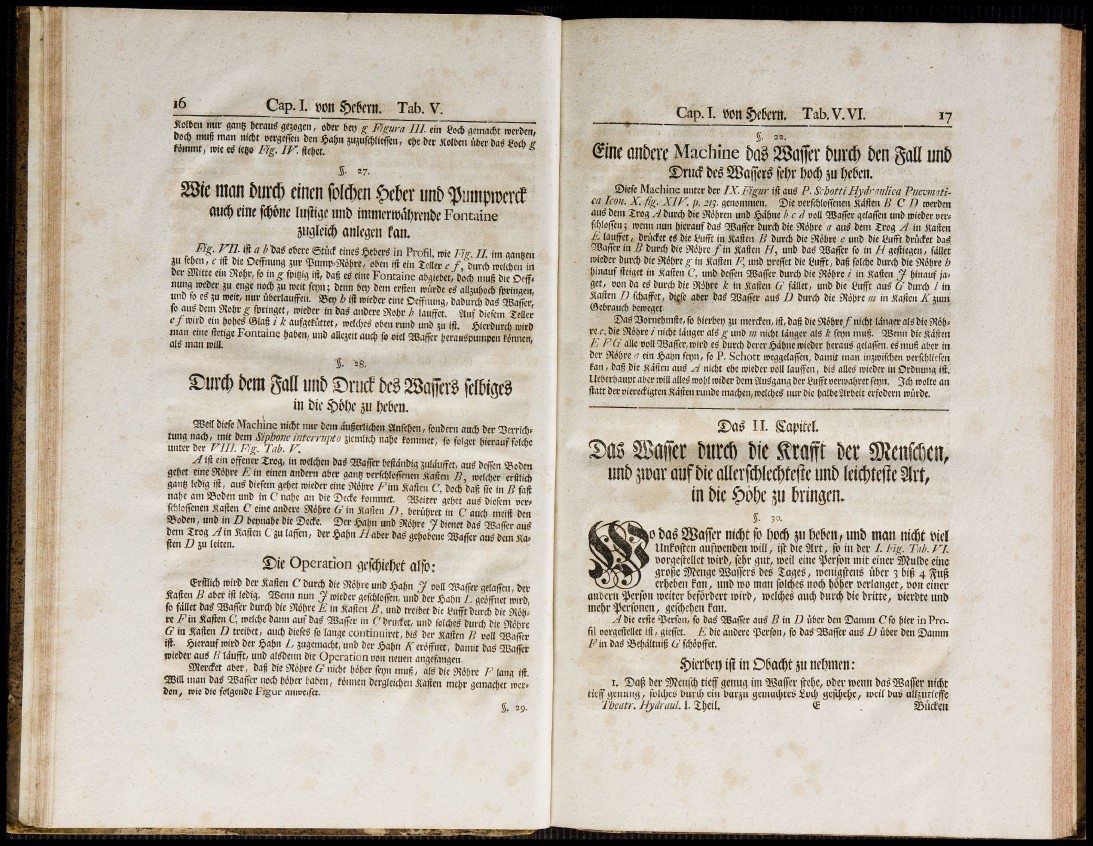 16 Cap. I. von Hebern. Tab. V.
Kolben nur gantz heraus gezogen, oder bey g Figura III. ein Loch gemacht werden,
doch muß man nicht vergessen den Hahn zuzuschliessen, ehe der Kolben über das Loch g
kömmt, wie es ietzo Fig. IV. stehet.
§. 27.
Wie man durch einen solchen Heber und Pumpwerck
auch eine schöne lustige und immerwährende Fontaine
zugleich anlegen kan.
Fig. VII. ist a b das obere Stück eines Hebers in Profil, wie Fig. II. im gantzen
zu sehen, c ist die Oeffnung zur Pump-Röhre, oben ist ein Teller e f, durch welchen in
der Mitte ein Rohr, so in g spitzig ist, daß es eine Fontaine abgiebet, doch muß die Oeff-
nung weder zu enge noch zu weit seyn; denn bey dem ersten würde es allzuhoch springen,
und so es zu weit, nur überlauffen. Bey h ist wieder eine Oeffnung, dadurch das Wasser,
so aus dem Rohr g springet, wieder in das andere Rohr b lauffet. Auf diesem Teller
e f wird ein hohes Glaß i k aufgeküttet, welches oben rund und zu ist. Hierdurch wird
man eine stetige Fontaine haben, und allezeit auch so viel Wasser herauspumpen können,
als man will.
§. 28.
Durch dem Fall und Druck des Wassers selbiges
in die Höhe zu heben.
Weil diese Machine nicht nur dem äußerlichen Ansehen, sondern auch der Verrich-
tung nach, mit dem Siphone interrupto ziemlich nahe kommet, so folget hierauf solche
unter der VIII. Fig. Tab. V.
A ist ein offener Trog, in welchen das Wasser beständig zuläuffet, aus dessen Boden
gehet eine Röhre E in einen andern aber gantz verschlossenen Kasten B, welcher erstlich
gantz ledig ist, aus diesem gehet wieder eine Röhre F im Kasten C, doch daß sie in B fast
nahe am Boden und in C nahe an die Decke kommet. Weiter gehet aus diesem ver-
schlossenen Kasten C eine andere Röhre G in Kasten D, berühret in C auch meist den
Boden, und in D beynahe die Decke. Der Hahn und Röhre J dienet das Wasser aus
dem Trog A in Kasten C zu lassen, der Hahn H aber das gehobene Wasser aus dem Ka-
sten D zu leiten.
Die Operation geschiehet also:
Erstlich wird der Kasten C durch die Röhre und Hahn J voll Wasser gelassen, der
Kasten B aber ist ledig. Wenn nun J wieder geschlossen, und der Hahn L geöffnet wird,
so fället das Wasser durch die Röhre E in Kasten B, und treibet die Lufft durch die Röh-
re F in Kasten C, welche dann auf das Wasser in C drucket, und solches durch die Röhre
G in Kasten D treibet, auch dieses so lange continuiret, bis der Kasten B voll Wasser
ist. Hierauf wird der Hahn L zugemacht, und der Hahn K eröffnet, damit das Wasser
wieder aus B läufft, und alsdenn die Operation von neuen angefangen.
Mercket aber, daß die Röhre G nicht höher seyn muß, als die Röhre F lang ist.
Will man das Wasser noch höher haben, können dergleichen Kasten mehr gemachet wer-
den, wie die folgende Figur anweiset.
§. 29.
Cap. I. von Hebern. Tab. V. VI. 17
§. 22.
Eine andere Machine das Wasser durch den Fall und
Druck des Wassers sehr hoch zu heben.
Diese Machine unter der IX. Figur ist aus P. Schotti Hydraulica Pnevmati-
ca Icon. X. fig. XIV. p. 215. genommen. Die verschlossenen Kästen B C D werden
aus dem Trog A durch die Röhren und Hähne b c d voll Wasser gelassen und wieder ver-
schlossen; wenn nun hierauf das Wasser durch die Röhre a aus dem Trog A in Kasten
E lauffet, drücket es die Lufft in Kasten B durch die Röhre e und die Lufft drücket das
Wasser in B durch die Röhre f in Kasten H, und das Wasser so in H gestiegen, fället
wieder durch die Röhre g in Kasten F, und presset die Lufft, daß solche durch die Röhre h
hinauf steiget in Kasten C, und dessen Wasser durch die Röhre i in Kasten J hinauf ja-
get, von da es durch die Röhre k in Kasten G fället, und die Lufft aus G durch l in
Kasten D schaffet, diese aber das Wasser aus D durch die Röhre m in Kasten K zum
Gebrauch beweget
Das Vornehmste, so hierbey zu mercken, ist, daß die Röhre f nicht länger als die Röh-
re e, die Röhre i nicht länger als g und m nicht länger als k seyn muß. Wenn die Kästen
E F G alle voll Wasser, wird es durch derer Hähne wieder heraus gelassen, es muß aber in
der Röhre a ein Hahn seyn, so P. Schott weggelassen, damit man inzwischen verschliesen
kan, daß die Kästen aus A nicht ehe wieder voll lauffen, bis alles wieder in Ordnung ist.
Ueberhaupt aber will alles wohl wider dem Ausgang der Lufft verwahret seyn. Ich wolte an
statt der viereckigten Kästen runde machen, welches nur die halbe Arbeit erfodern würde.
Das II. Capitel.
Das Wasser durch die Krafft der Menschen,
und zwar auf die allerschlechteste und leichteste Art,
in die Höhe zu bringen.
§. 30.
Wo das Wasser nicht so hoch zu heben, und man nicht viel
Unkosten aufwenden will, ist die Art, so in der I. Fig. Tab. VI.
vorgestellet wird, sehr gut, weil eine Person mit einer Mulde eine
große Menge Wassers des Tages, wenigstens über 3 biß 4 Fuß
erheben kan, und wo man solches noch höher verlanget, von einer
andern Person weiter befördert wird, welches auch durch die dritte, vierdte und
mehr Personen, geschehen kan.
A die erste Person, so das Wasser aus B in D über den Damm C so hier in Pro-
fil vorgestellet ist, giesset. E die andere Person, so das Wasser aus D über den Damm
F in das Behältniß G schöpffet.
Hierbey ist in Obacht zu nehmen:
1. Daß der Mensch tieff genug im Wasser stehe, oder wenn das Wasser nicht
tieff genung, solches durch ein darzu gemachtes Loch geschehe, weil das allzutieffe
Theatr. Hydraul. I. Theil. E Bücken